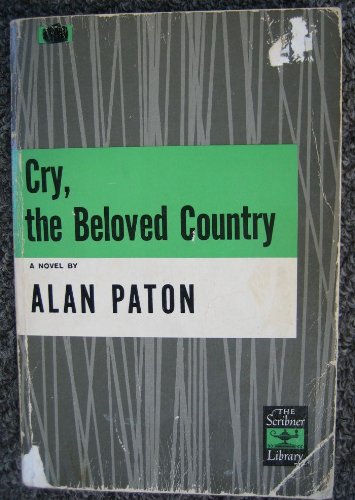 Cry,
the Beloved Country
A NOVEL BY
ALAN PATON
THE
Scribner
Library